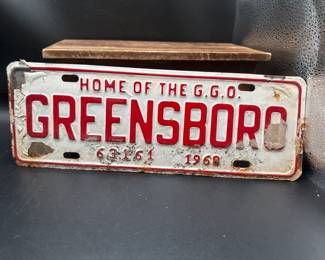 HOME OF THE G.G.O.
GREENSBORO
63161 1968